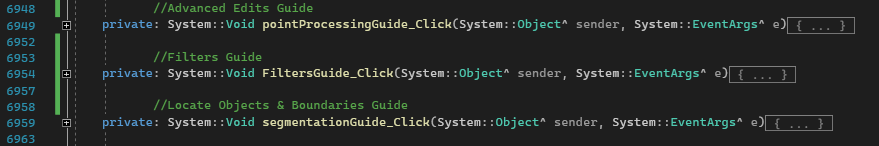 6948 //Advanced Edits Guide
6949 private: System::Void pointProcessingGuide_Click(System::Object^ sender, System::EventArgs^ e){ ... }
6952
6953 //Filters Guide
6954 private: System::Void FiltersGuide_Click(System::Object^ sender, System::EventArgs^ e){ ... }
6957
6958 //Locate Objects & Boundaries Guide
6959 private: System::Void segmentationGuide_Click(System::Object^ sender, System::EventArgs^ e){ ... }
6963